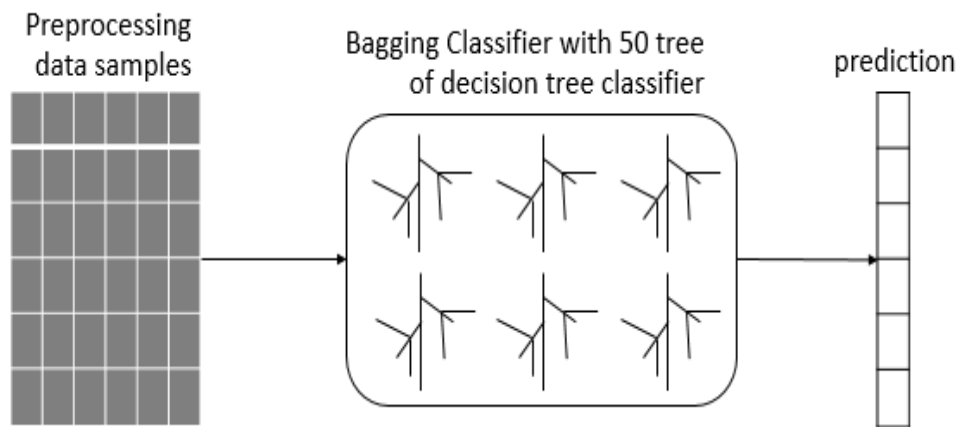 Preprocessing
data samples
Bagging Classifier with 50 tree
of decision tree classifier
prediction